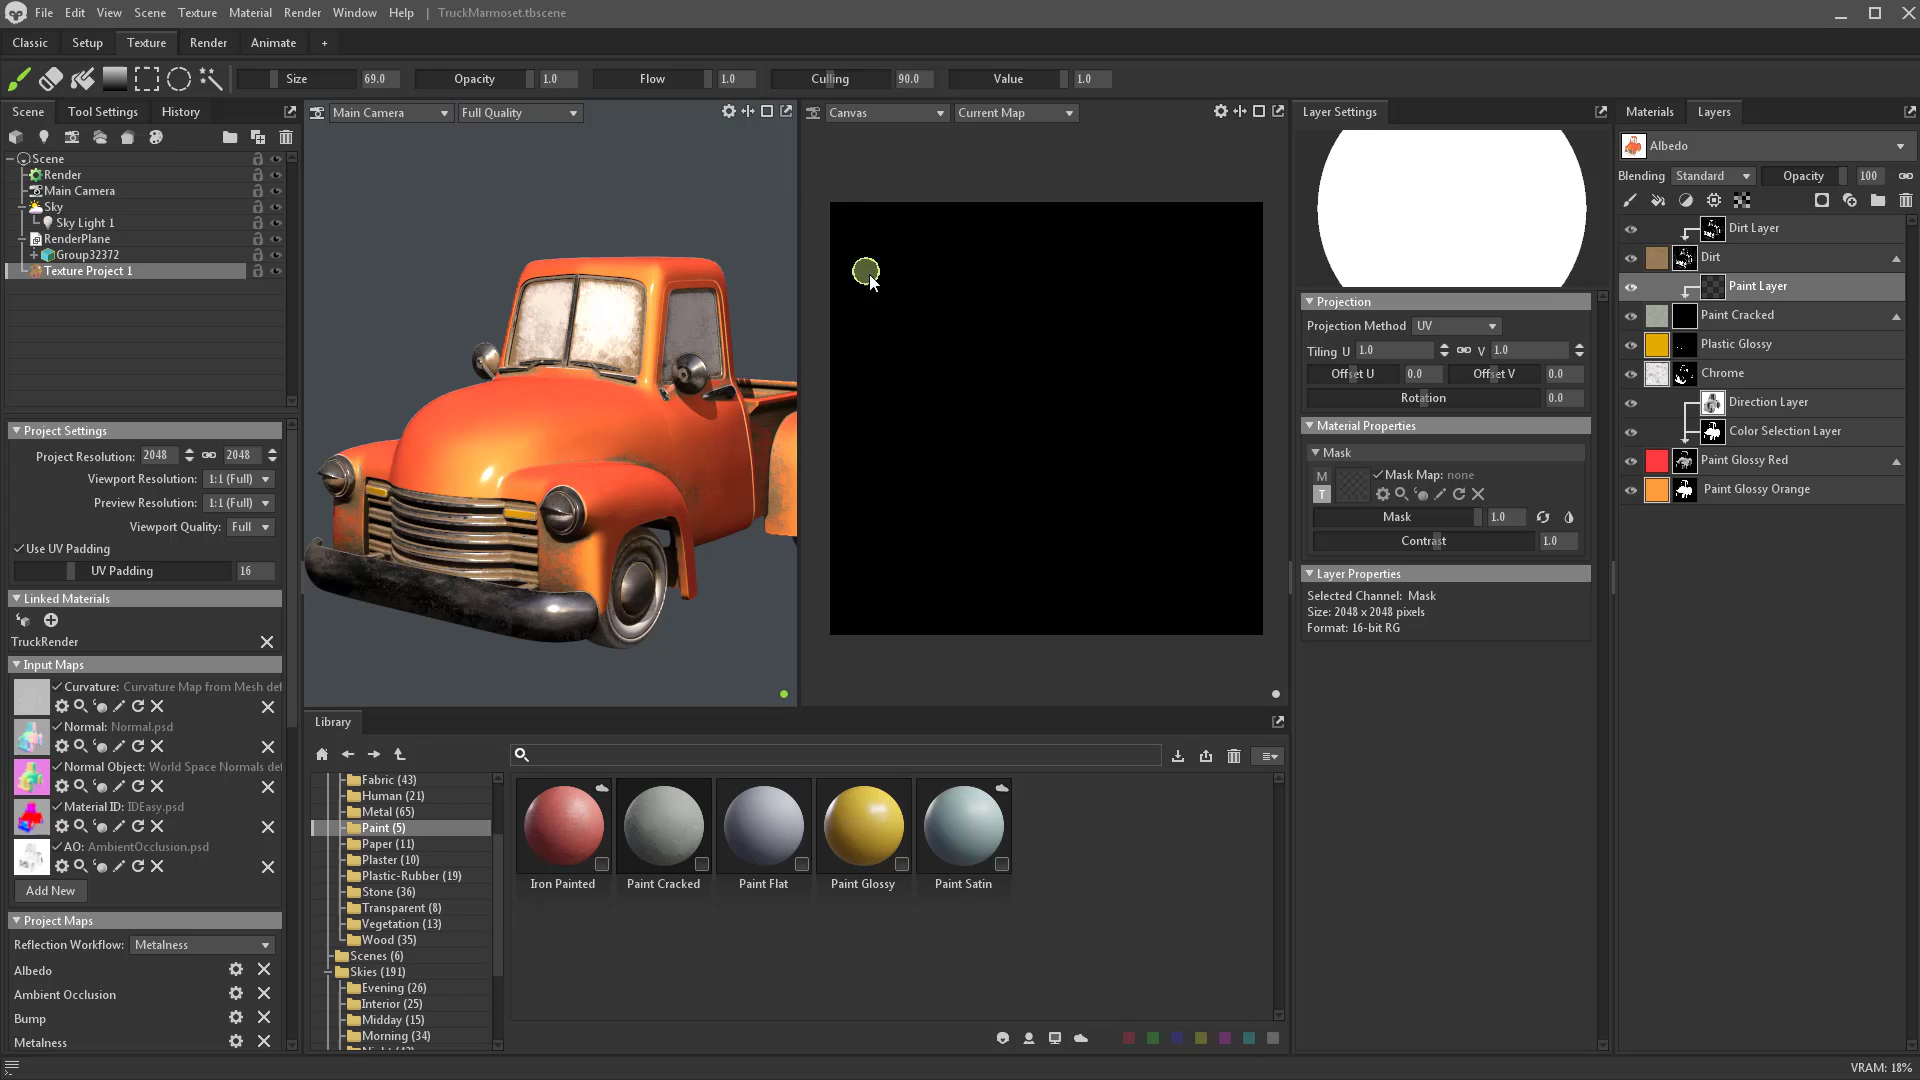 File Edit View Scene Texture Material Render Window Help | TruckMarmoset.tbscene
Classic Setup Texture Render Animate +
Size 69.0 Opacity 1.0 Flow 1.0 Culling 90.0 Value 1.0
Scene Tool Settings History
Scene
Render
Main Camera
Sky
Sky Light 1
RenderPlane
Group32372
Texture Project 1
Project Settings
Project Resolution: 2048 2048
Viewport Resolution: 1:1 (Full)
Preview Resolution: 1:1 (Full)
Viewport Quality: Full
Use UV Padding
UV Padding 16
Linked Materials
TruckRender
Input Maps
Curvature: Curvature Map from Mesh def
Normal: Normal.psd
Normal Object: World Space Normals def
Material ID: IDEasy.psd
AO: AmbientOcclusion.psd
Add New
Project Maps
Reflection Workflow: Metalness
Albedo
Ambient Occlusion
Bump
Metalness
Main Camera Full Quality
Canvas Current Map
Library
Fabric (43)
Human (21)
Metal (65)
Paint (5)
Paper (11)
Plaster (10)
Plastic-Rubber (19)
Stone (36)
Transparent (8)
Vegetation (13)
Wood (35)
Scenes (6)
Skies (191)
Evening (26)
Interior (25)
Midday (15)
Morning (34)
Iron Painted Paint Cracked Paint Flat Paint Glossy Paint Satin
Layer Settings
Projection
Projection Method UV
Tiling U 1.0 V 1.0
Offset U 0.0 Offset V 0.0
Rotation 0.0
Material Properties
Mask
M
T
Mask Map: none
Mask 1.0
Contrast 1.0
Layer Properties
Selected Channel: Mask
Size: 2048 x 2048 pixels
Format: 16-bit RG
Materials Layers
Albedo
Blending Standard Opacity 100
Dirt Layer
Dirt
Paint Layer
Paint Cracked
Plastic Glossy
Chrome
Direction Layer
Color Selection Layer
Paint Glossy Red
Paint Glossy Orange
VRAM: 18%